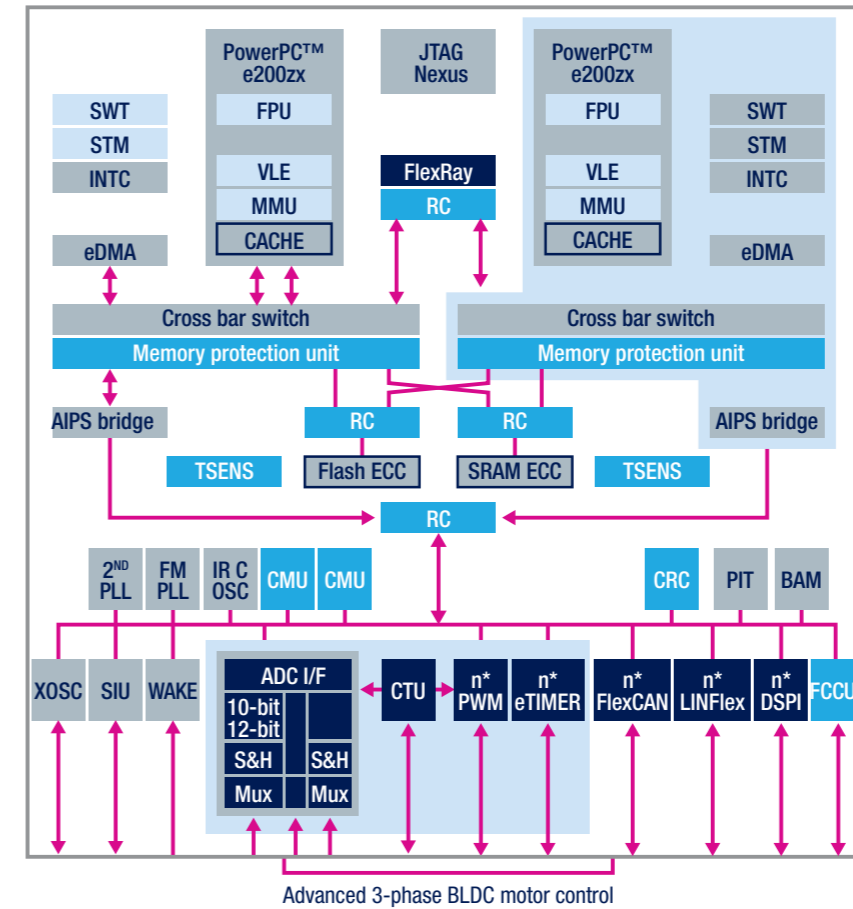 PowerPC™
e200zx
FPU
VLE
MMU
CACHE
JTAG
Nexus
PowerPC™
e200zx
FPU
VLE
MMU
CACHE
SWT
STM
INTC
eDMA
FlexRay
RC
SWT
STM
INTC
eDMA
Cross bar switch
Memory protection unit
Cross bar switch
Memory protection unit
AIPS bridge
RC
RC
AIPS bridge
TSENS
Flash ECC
SRAM ECC
TSENS
RC
2ND
PLL
FM
PLL
IR C
OSC
CMU
CMU
CRC
PIT
BAM
XOSC
SIU
WAKE
ADC I/F
10-bit
12-bit
S&H
S&H
Mux
Mux
CTU
n*
PWM
n*
eTIMER
n*
FlexCAN
n*
LINFlex
n*
DSPI
FCCU
Advanced 3-phase BLDC motor control